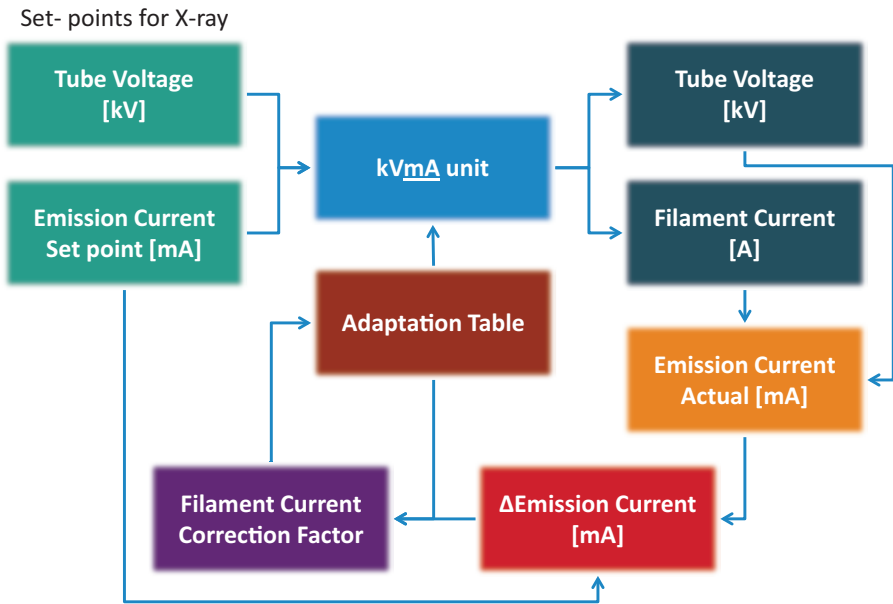 Set- points for X-ray
Tube Voltage
[kV]
Emission Current
Set point [mA]
kVmA unit
Tube Voltage
[kV]
Filament Current
[A]
Adaptation Table
Emission Current
Actual [mA]
Filament Current
Correction Factor
ΔEmission Current
[mA]